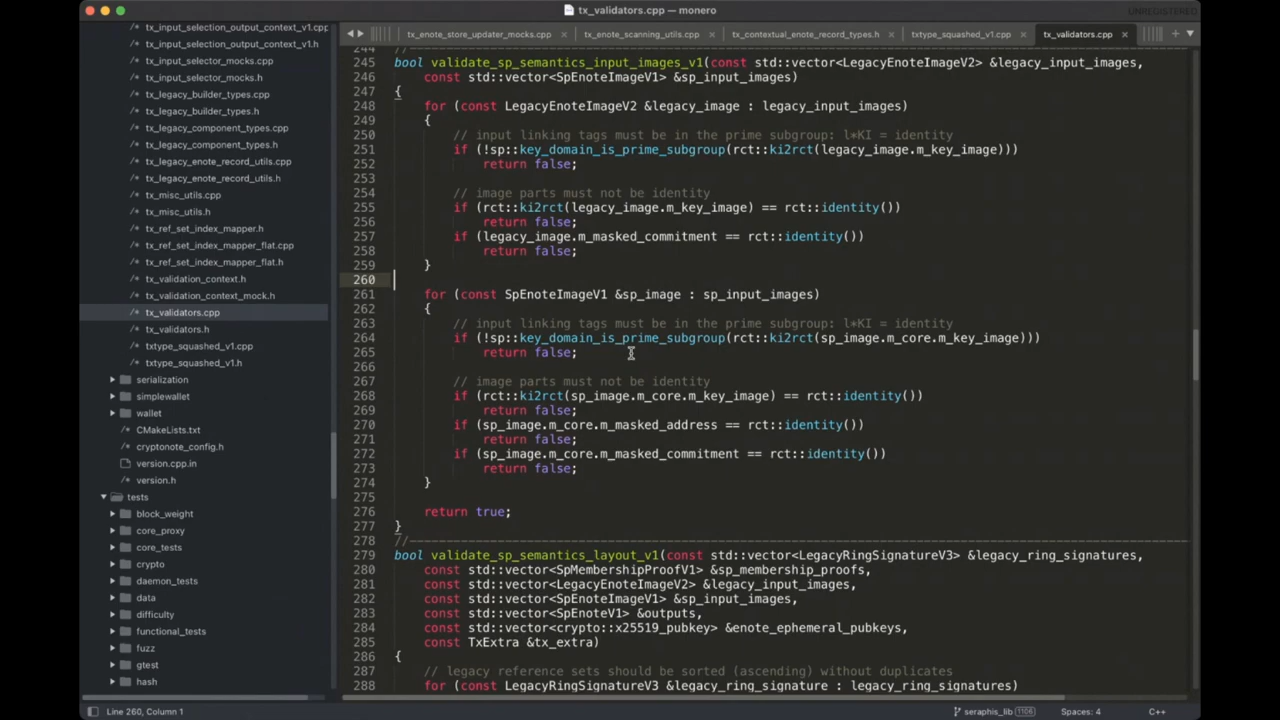 tx_validators.cpp — monero
UNREGISTERED
tx_input_selection_output_context_v1.cpp
tx_input_selection_output_context_v1.h
tx_input_selector_mocks.cpp
tx_input_selector_mocks.h
tx_legacy_builder_types.cpp
tx_legacy_builder_types.h
tx_legacy_component_types.cpp
tx_legacy_component_types.h
tx_legacy_enote_record_utils.cpp
tx_legacy_enote_record_utils.h
tx_misc_utils.cpp
tx_misc_utils.h
tx_ref_set_index_mapper.h
tx_ref_set_index_mapper_flat.cpp
tx_ref_set_index_mapper_flat.h
tx_validation_context.h
tx_validation_context_mock.h
tx_validators.cpp
tx_validators.h
txtype_squashed_v1.cpp
txtype_squashed_v1.h
serialization
simplewallet
wallet
CMakeLists.txt
cryptonote_config.h
version.cpp.in
version.h
tests
block_weight
core_proxy
core_tests
crypto
daemon_tests
data
difficulty
functional_tests
fuzz
gtest
hash
tx_enote_store_updater_mocks.cpp
tx_enote_scanning_utils.cpp
tx_contextual_enote_record_types.h
txtype_squashed_v1.cpp
tx_validators.cpp
244 //-------------------------------------------------------------------------------------------------------------------
245 bool validate_sp_semantics_input_images_v1(const std::vector<LegacyEnoteImageV2> &legacy_input_images,
246 const std::vector<SpEnoteImageV1> &sp_input_images)
247 {
248 for (const LegacyEnoteImageV2 &legacy_image : legacy_input_images)
249 {
250 // input linking tags must be in the prime subgroup: l*KI = identity
251 if (!sp::key_domain_is_prime_subgroup(rct::ki2rct(legacy_image.m_key_image)))
252 return false;
253
254 // image parts must not be identity
255 if (rct::ki2rct(legacy_image.m_key_image) == rct::identity())
256 return false;
257 if (legacy_image.m_masked_commitment == rct::identity())
258 return false;
259 }
260
261 for (const SpEnoteImageV1 &sp_image : sp_input_images)
262 {
263 // input linking tags must be in the prime subgroup: l*KI = identity
264 if (!sp::key_domain_is_prime_subgroup(rct::ki2rct(sp_image.m_core.m_key_image)))
265 return false;
266
267 // image parts must not be identity
268 if (rct::ki2rct(sp_image.m_core.m_key_image) == rct::identity())
269 return false;
270 if (sp_image.m_core.m_masked_address == rct::identity())
271 return false;
272 if (sp_image.m_core.m_masked_commitment == rct::identity())
273 return false;
274 }
275
276 return true;
277 }
278 //-------------------------------------------------------------------------------------------------------------------
279 bool validate_sp_semantics_layout_v1(const std::vector<LegacyRingSignatureV3> &legacy_ring_signatures,
280 const std::vector<SpMembershipProofV1> &sp_membership_proofs,
281 const std::vector<LegacyEnoteImageV2> &legacy_input_images,
282 const std::vector<SpEnoteImageV1> &sp_input_images,
283 const std::vector<SpEnoteV1> &outputs,
284 const std::vector<crypto::x25519_pubkey> &enote_ephemeral_pubkeys,
285 const TxExtra &tx_extra)
286 {
287 // legacy reference sets should be sorted (ascending) without duplicates
288 for (const LegacyRingSignatureV3 &legacy_ring_signature : legacy_ring_signatures)
Line 260, Column 1
seraphis_lib 1106
Spaces: 4
C++